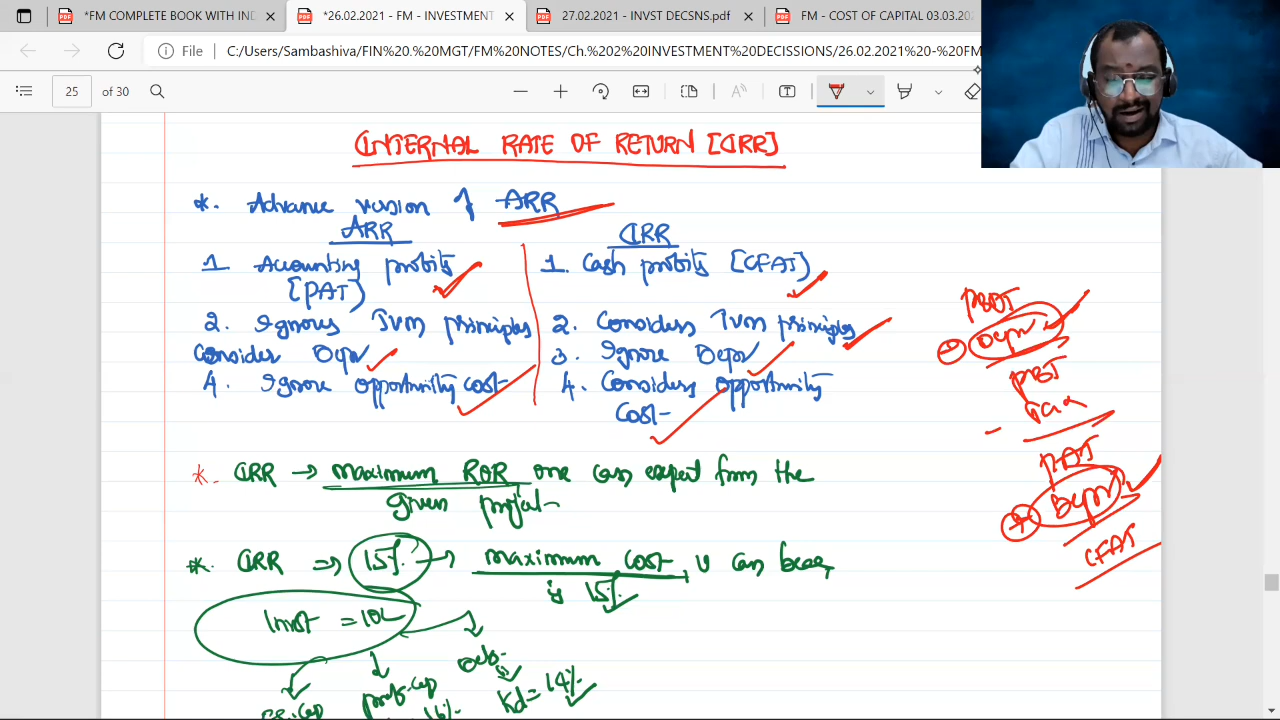 *FM COMPLETE BOOK WITH IND
*26.02.2021 - FM - INVESTMENT
27.02.2021 - INVST DECSNS.pdf
FM - COST OF CAPITAL 03.03.202
File
C:/Users/Sambashiva/FIN%20.%20MGT/FM%20NOTES/Ch.%202%20INVESTMENT%20DECISSIONS/26.02.2021%20-%20FM
25 of 30
INTERNAL RATE OF RETURN [IRR]
*. Advance version of ARR
ARR
IRR
1. Accounting profits [PAT]
1. Cash profits [CFAT]
2. Ignores TVM principles
2. Considers TVM principles
Consider Depn
3. Ignore Depn
4. Ignore opportunity cost
4. Considers opportunity cost
PBDT
- Depn
PBT
- Tax
PAT
+ Depn
CFAT
*. IRR → maximum ROR one can expect from the
given project
*. IRR ⇒ 15% → maximum cost, u can bear,
is 15%
Invst = 10L
Kd = 14%
pref. cap